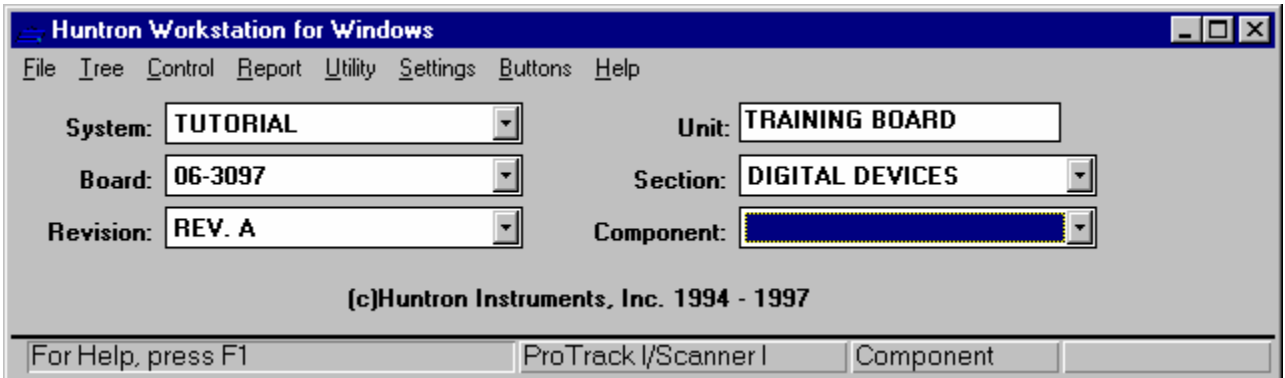 Huntron Workstation for Windows
File Tree Control Report Utility Settings Buttons Help
System: TUTORIAL Unit: TRAINING BOARD
Board: 06-3097 Section: DIGITAL DEVICES
Revision: REV. A Component:
(c)Huntron Instruments, Inc. 1994 - 1997
For Help, press F1 ProTrack I/Scanner I Component